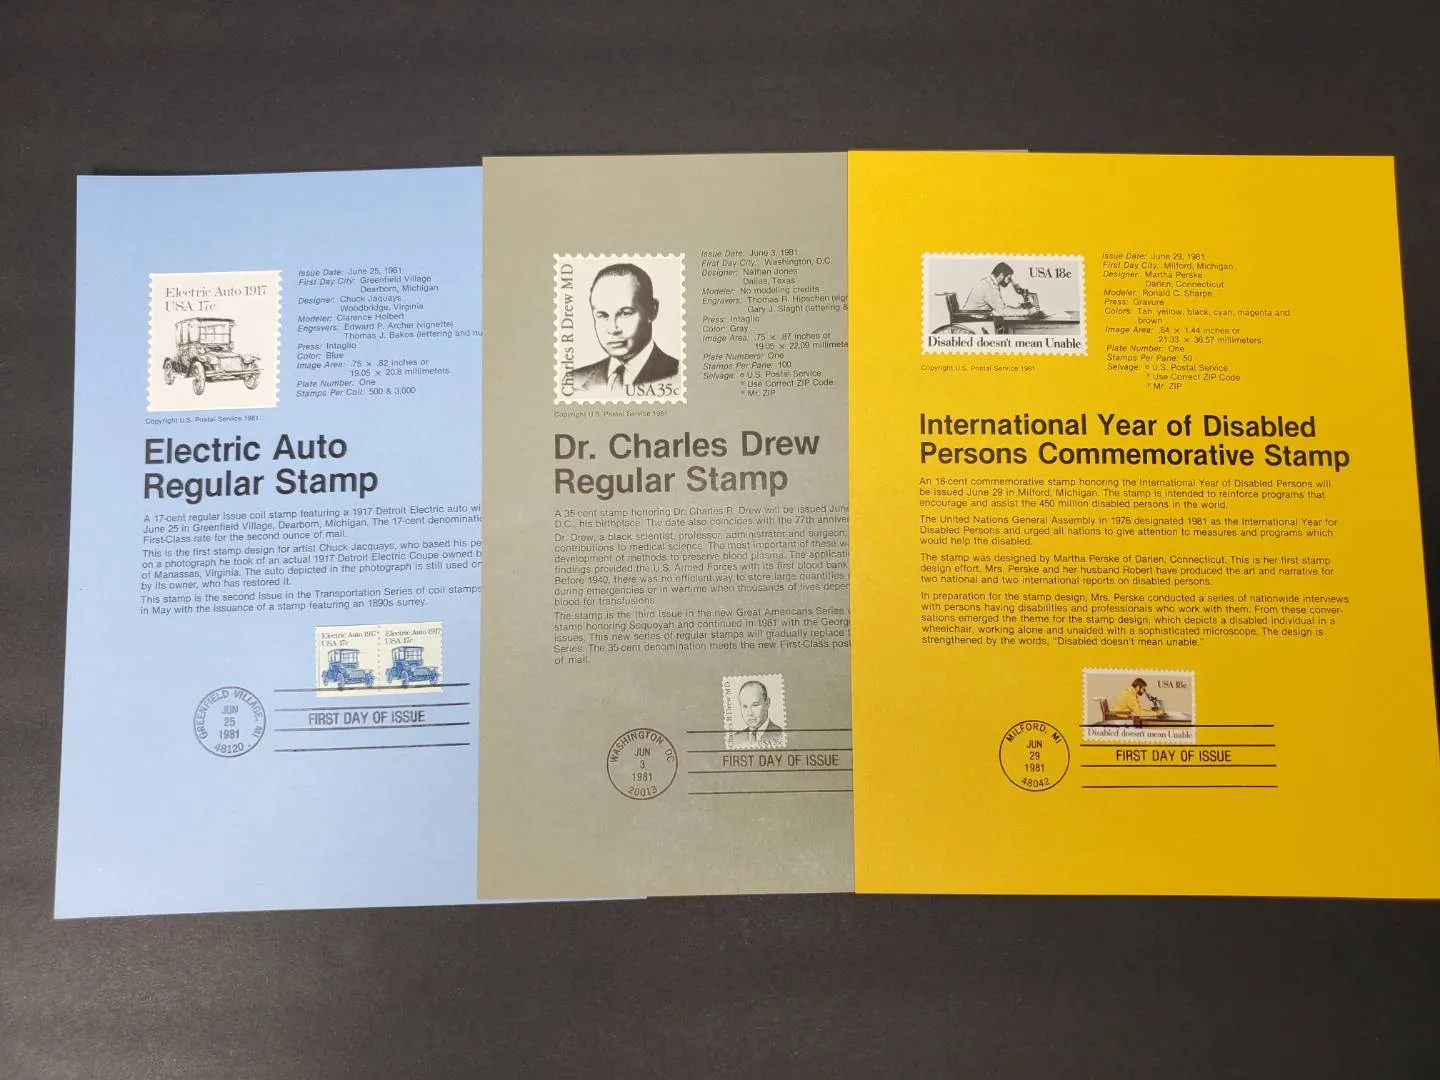 Electric Auto 1917
USA 17c
Issue Date: June 25, 1981
First Day City: Greenfield Village
Dearborn, Michigan
Designer: Chuck Jaquays
Woodbridge, Virginia
Modeler: Clarence Holbert
Engravers: Edward P. Archer (vignette)
Thomas J. Bakos (lettering and nu
Press: Intaglio
Color: Blue
Image Area: .75 × .82 inches or
19.05 × 20.8 millimeters
Plate Number: One
Stamps Per Coil: 500 & 3,000
Copyright U.S. Postal Service 1981
Electric Auto
Regular Stamp
A 17-cent regular issue coil stamp featuring a 1917 Detroit Electric auto wi
June 25 in Greenfield Village, Dearborn, Michigan. The 17-cent denominatio
First-Class rate for the second ounce of mail.
This is the first stamp design for artist Chuck Jacquays, who based his pe
on a photograph he took of an actual 1917 Detroit Electric Coupe owned b
of Manassas, Virginia. The auto depicted in the photograph is still used on
by its owner, who has restored it.
This stamp is the second issue in the Transportation Series of coil stamps
in May with the issuance of a stamp featuring an 1890s surrey.
Electric Auto 1917 Electric Auto 1917
USA 17c USA 17c
GREENFIELD VILLAGE, MI
JUN
25
1981
48120
FIRST DAY OF ISSUE
Charles R Drew MD
USA 35c
Issue Date: June 3, 1981
First Day City: Washington, D.C.
Designer: Nathan Jones
Dallas, Texas
Modeler: No modeling credits
Engravers: Thomas R. Hipschen (vign
Gary J. Slaght (lettering &
Press: Intaglio
Color: Gray
Image Area: .75 × .87 inches or
19.05 × 22.09 millimete
Plate Numbers: One
Stamps Per Pane: 100
Selvage: © U.S. Postal Service
® Use Correct ZIP Code
® Mr. ZIP
Copyright U.S. Postal Service 1981
Dr. Charles Drew
Regular Stamp
A 35-cent stamp honoring Dr. Charles R. Drew will be issued June
D.C., his birthplace. The date also coincides with the 77th anniver
Dr. Drew, a black scientist, professor, administrator and surgeon,
contributions to medical science. The most important of these wa
development of methods to preserve blood plasma. The applicati
findings provided the U.S. Armed Forces with its first blood bank.
Before 1940, there was no efficient way to store large quantities
during emergencies or in wartime when thousands of lives depen
blood for transfusions.
The stamp is the third issue in the new Great Americans Series
stamp honoring Sequoyah and continued in 1981 with the George
issues. This new series of regular stamps will gradually replace t
Series. The 35-cent denomination meets the new First-Class post
of mail.
Charles R Drew MD
USA 35c
WASHINGTON, DC
JUN
3
1981
20013
FIRST DAY OF ISSUE
USA 18c
Disabled doesn't mean Unable
Issue Date: June 29, 1981
First Day City: Milford, Michigan
Designer: Martha Perske
Darien, Connecticut
Modeler: Ronald C. Sharpe
Press: Gravure
Colors: Tan, yellow, black, cyan, magenta and
brown
Image Area: .84 × 1.44 inches or
21.33 × 36.57 millimeters
Plate Number: One
Stamps Per Pane: 50
Selvage: © U.S. Postal Service
® Use Correct ZIP Code
® Mr. ZIP
Copyright U.S. Postal Service 1981
International Year of Disabled
Persons Commemorative Stamp
An 18-cent commemorative stamp honoring the International Year of Disabled Persons will
be issued June 29 in Milford, Michigan. The stamp is intended to reinforce programs that
encourage and assist the 450 million disabled persons in the world.
The United Nations General Assembly in 1976 designated 1981 as the International Year for
Disabled Persons and urged all nations to give attention to measures and programs which
would help the disabled.
The stamp was designed by Martha Perske of Darien, Connecticut. This is her first stamp
design effort. Mrs. Perske and her husband Robert have produced the art and narrative for
two national and two international reports on disabled persons.
In preparation for the stamp design, Mrs. Perske conducted a series of nationwide interviews
with persons having disabilities and professionals who work with them. From these conver-
sations emerged the theme for the stamp design, which depicts a disabled individual in a
wheelchair, working alone and unaided with a sophisticated microscope. The design is
strengthened by the words, "Disabled doesn't mean unable."
USA 18c
Disabled doesn't mean Unable
MILFORD, MI
JUN
29
1981
48042
FIRST DAY OF ISSUE